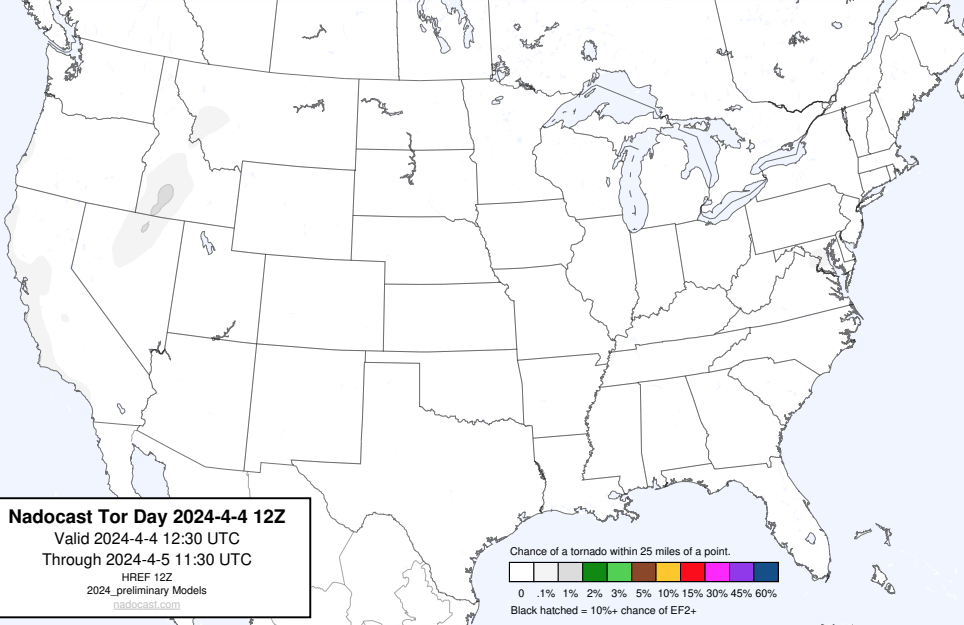 Nadocast Tor Day 2024-4-4 12Z
Valid 2024-4-4 12:30 UTC
Through 2024-4-5 11:30 UTC
HREF 12Z
2024_preliminary Models
nadocast.com
Chance of a tornado within 25 miles of a point.
0 .1% 1% 2% 3% 5% 10% 15% 30% 45% 60%
Black hatched = 10%+ chance of EF2+